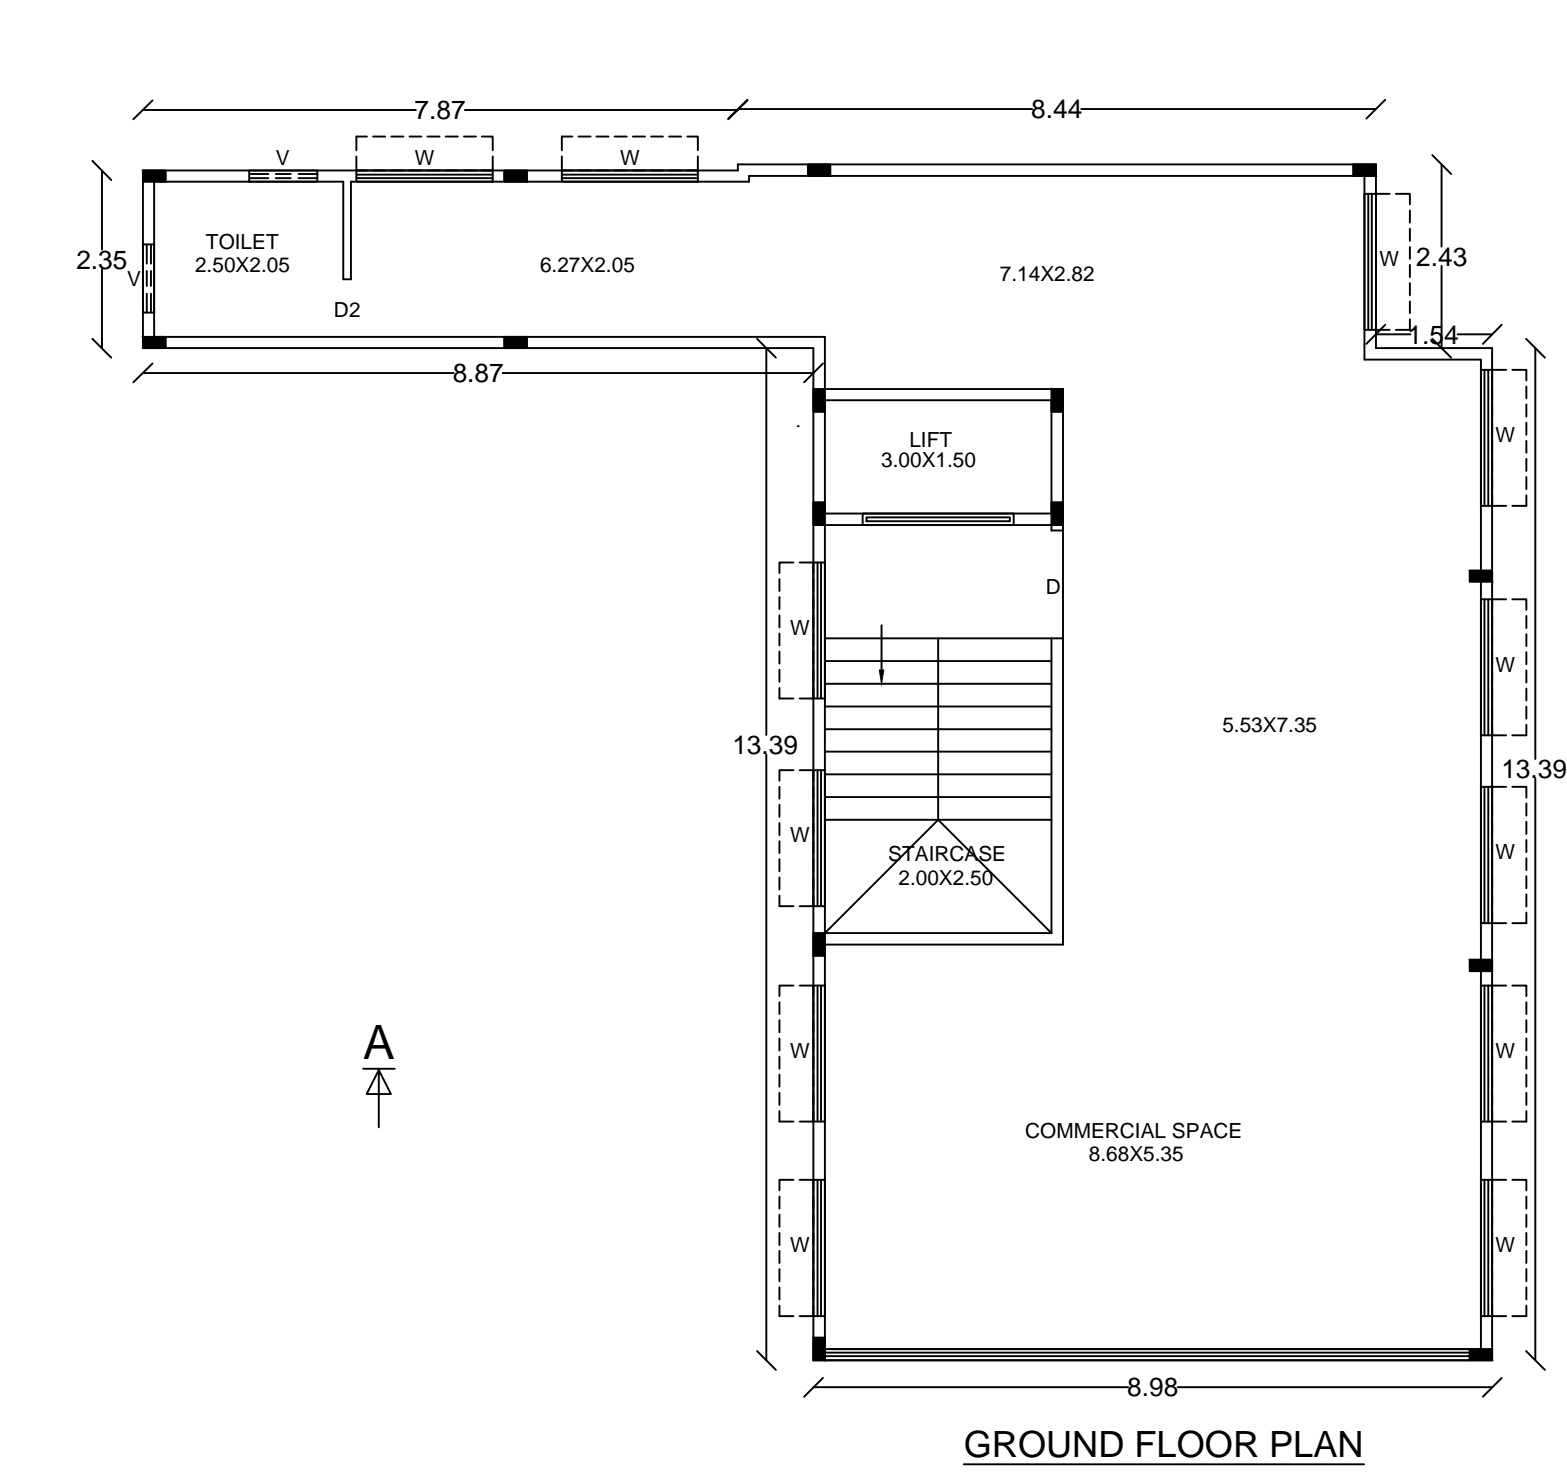 7.87
8.44
V
W
W
TOILET
2.50X2.05
6.27X2.05
7.14X2.82
2.35
V
W
2.43
D2
1.54
8.87
LIFT
3.00X1.50
W
D
W
W
5.53X7.35
13.39
13.39
W
W
STAIRCASE
2.00X2.50
A
W
W
COMMERCIAL SPACE
8.68X5.35
W
W
8.98
GROUND FLOOR PLAN